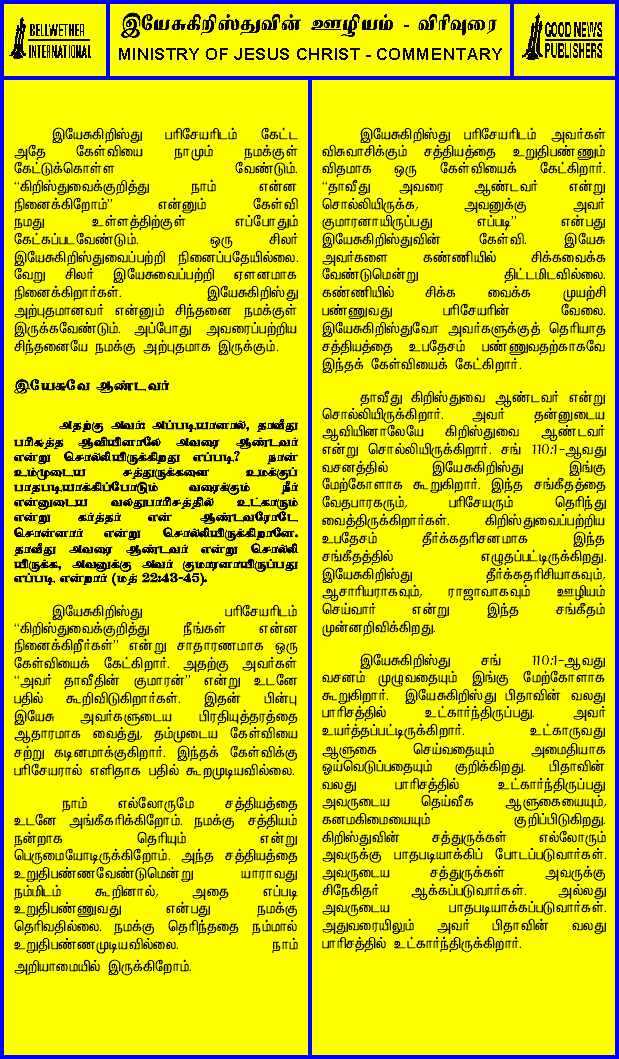 BELLWETHER
INTERNATIONAL
இயேசுகிறிஸ்துவின் ஊழியம் - விரிவுரை
MINISTRY OF JESUS CHRIST - COMMENTARY
GOOD NEWS
PUBLISHERS
இயேசுகிறிஸ்து பரிசேயரிடம் கேட்ட
அதே கேள்வியை நாமும் நமக்குள்
கேட்டுக்கொள்ள வேண்டும்.
“கிறிஸ்துவைக்குறித்து நாம் என்ன
நினைக்கிறோம்” என்னும் கேள்வி
நமது உள்ளத்திற்குள் எப்போதும்
கேட்கப்படவேண்டும். ஒரு சிலர்
இயேசுகிறிஸ்துவைப்பற்றி நினைப்பதேயில்லை.
வேறு சிலர் இயேசுவைப்பற்றி ஏளனமாக
நினைக்கிறார்கள். இயேசுகிறிஸ்து
அற்புதமானவர் என்னும் சிந்தனை நமக்குள்
இருக்கவேண்டும். அப்போது அவரைப்பற்றிய
சிந்தனையே நமக்கு அற்புதமாக இருக்கும்.
இயேசுவே ஆண்டவர்
அதற்கு அவர்: அப்படியானால், தாவீது
பரிசுத்த ஆவியினாலே அவரை ஆண்டவர்
என்று சொல்லியிருக்கிறது எப்படி? நான்
உம்முடைய சத்துருக்களை உமக்குப்
பாதபடியாக்கிப்போடும் வரைக்கும் நீர்
என்னுடைய வலதுபாரிசத்தில் உட்காரும்
என்று கர்த்தர் என் ஆண்டவரோடே
சொன்னார் என்று சொல்லியிருக்கிறானே.
தாவீது அவரை ஆண்டவர் என்று சொல்லி
யிருக்க, அவனுக்கு அவர் குமாரனாயிருப்பது
எப்படி என்றார் (மத் 22:43-45).
இயேசுகிறிஸ்து பரிசேயரிடம்
“கிறிஸ்துவைக்குறித்து நீங்கள் என்ன
நினைக்கிறீர்கள்” என்று சாதாரணமாக ஒரு
கேள்வியைக் கேட்கிறார். அதற்கு அவர்கள்
“அவர் தாவீதின் குமாரன்” என்று உடனே
பதில் கூறிவிடுகிறார்கள். இதன் பின்பு
இயேசு அவர்களுடைய பிரதியுத்தரத்தை
ஆதாரமாக வைத்து, தம்முடைய கேள்வியை
சற்று கடினமாக்குகிறார். இந்தக் கேள்விக்கு
பரிசேயரால் எளிதாக பதில் கூறமுடியவில்லை.
நாம் எல்லோருமே சத்தியத்தை
உடனே அங்கீகரிக்கிறோம். நமக்கு சத்தியம்
நன்றாக தெரியும் என்று
பெருமையோடிருக்கிறோம். அந்த சத்தியத்தை
உறுதிபண்ணவேண்டுமென்று யாராவது
நம்மிடம் கூறினால், அதை எப்படி
உறுதிபண்ணுவது என்பது நமக்கு
தெரிவதில்லை. நமக்கு தெரிந்ததை நம்மால்
உறுதிபண்ணமுடியவில்லை. நாம்
அறியாமையில் இருக்கிறோம்.
இயேசுகிறிஸ்து பரிசேயரிடம் அவர்கள்
விசுவாசிக்கும் சத்தியத்தை உறுதிபண்ணும்
விதமாக ஒரு கேள்வியைக் கேட்கிறார்.
“தாவீது அவரை ஆண்டவர் என்று
சொல்லியிருக்க, அவனுக்கு அவர்
குமாரனாயிருப்பது எப்படி” என்பது
இயேசுகிறிஸ்துவின் கேள்வி. இயேசு
அவர்களை கண்ணியில் சிக்கவைக்க
வேண்டுமென்று திட்டமிடவில்லை.
கண்ணியில் சிக்க வைக்க முயற்சி
பண்ணுவது பரிசேயரின் வேலை.
இயேசுகிறிஸ்துவோ அவர்களுக்குத் தெரியாத
சத்தியத்தை உபதேசம் பண்ணுவதற்காகவே
இந்தக் கேள்வியைக் கேட்கிறார்.
தாவீது கிறிஸ்துவை ஆண்டவர் என்று
சொல்லியிருக்கிறார். அவர் தன்னுடைய
ஆவியினாலேயே கிறிஸ்துவை ஆண்டவர்
என்று சொல்லியிருக்கிறார். சங் 110:1-ஆவது
வசனத்தில் இயேசுகிறிஸ்து இங்கு
மேற்கோளாக கூறுகிறார். இந்த சங்கீதத்தை
வேதபாரகரும், பரிசேயரும் தெரிந்து
வைத்திருக்கிறார்கள். கிறிஸ்துவைப்பற்றிய
உபதேசம் தீர்க்கதரிசனமாக இந்த
சங்கீதத்தில் எழுதப்பட்டிருக்கிறது.
இயேசுகிறிஸ்து தீர்க்கதரிசியாகவும்,
ஆசாரியராகவும், ராஜாவாகவும் ஊழியம்
செய்வார் என்று இந்த சங்கீதம்
முன்னறிவிக்கிறது.
இயேசுகிறிஸ்து சங் 110:1-ஆவது
வசனம் முழுவதையும் இங்கு மேற்கோளாக
கூறுகிறார். இயேசுகிறிஸ்து பிதாவின் வலது
பாரிசத்தில் உட்கார்ந்திருப்பது. அவர்
உயர்த்தப்பட்டிருக்கிறார். உட்காருவது
ஆளுகை செய்வதையும் அமைதியாக
ஓய்வெடுப்பதையும் குறிக்கிறது. பிதாவின்
வலது பாரிசத்தில் உட்கார்ந்திருப்பது
அவருடைய தெய்வீக ஆளுகையையும்,
கனமகிமையையும் குறிப்பிடுகிறது.
கிறிஸ்துவின் சத்துருக்கள் எல்லோரும்
அவருக்கு பாதபடியாக்கிப் போடப்படுவார்கள்.
அவருடைய சத்துருக்கள் அவருக்கு
சிநேகிதர் ஆக்கப்படுவார்கள். அல்லது
அவருடைய பாதபடியாக்கப்படுவார்கள்.
அதுவரையிலும் அவர் பிதாவின் வலது
பாரிசத்தில் உட்கார்ந்திருக்கிறார்.